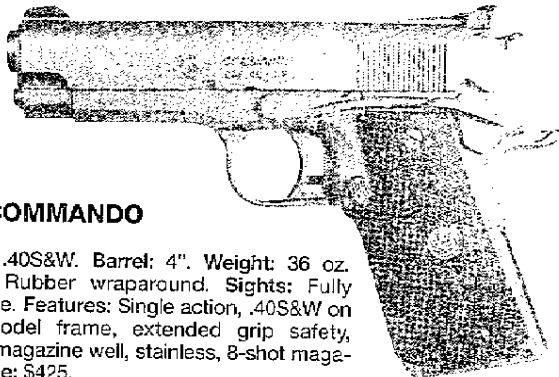 COMMANDO
.40S&W. Barrel: 4". Weight: 36 oz.
Rubber wraparound. Sights: Fully
e. Features: Single action, .40S&W on
odel frame, extended grip safety,
magazine well, stainless, 8-shot maga-
e: $425.